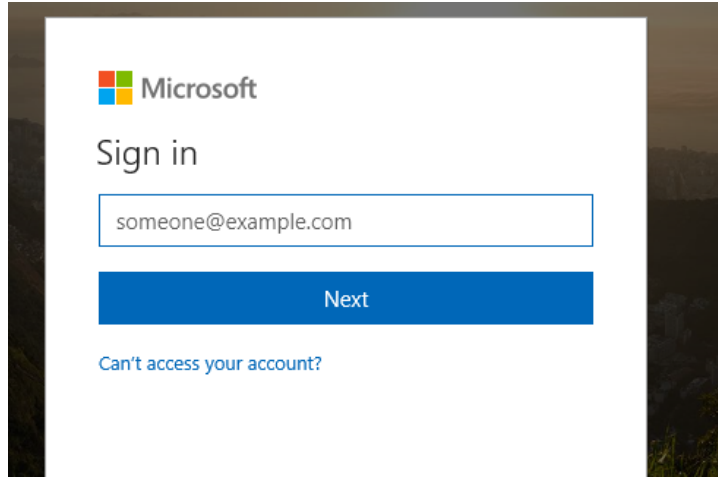 Microsoft
Sign in
someone@example.com
Next
Can't access your account?